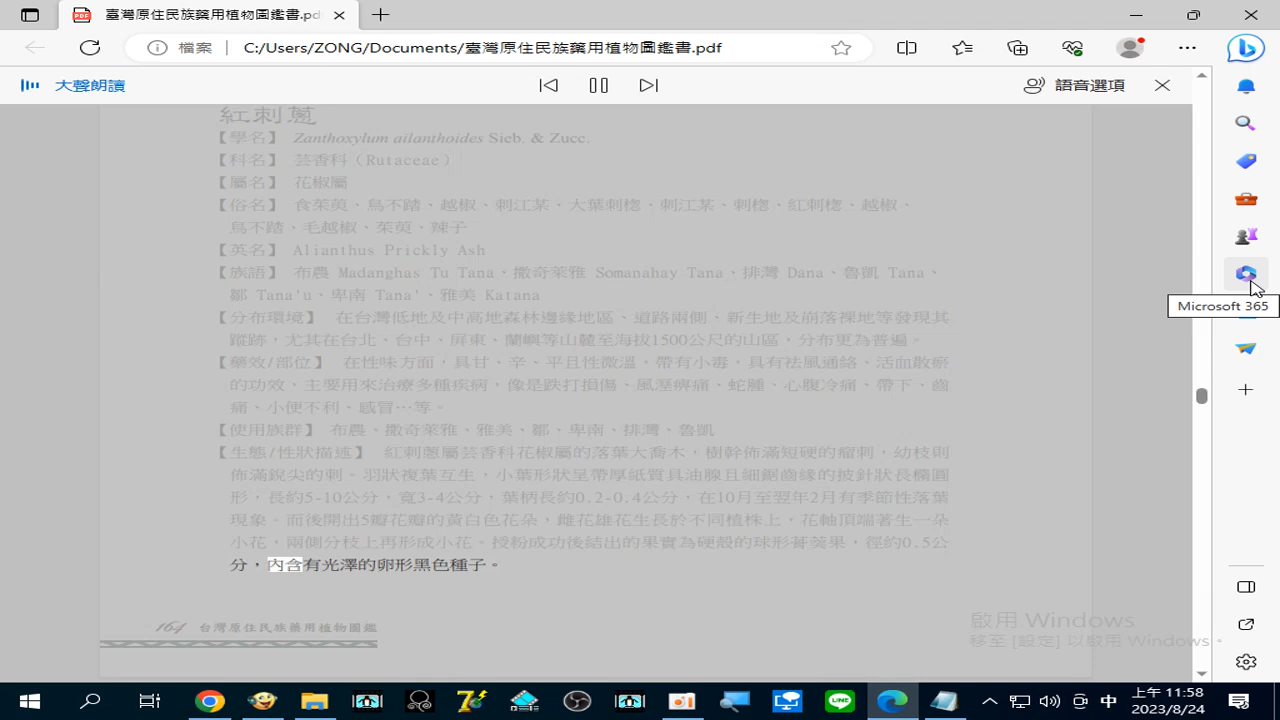 臺灣原住民族藥用植物圖鑑書.pd
檔案 C:/Users/ZONG/Documents/臺灣原住民族藥用植物圖鑑書.pdf
大聲朗讀
語音選項
紅刺蔥
【學名】 Zanthoxylum ailanthoides Sieb. & Zucc.
【科名】 芸香科（Rutaceae）
【屬名】 花椒屬
【俗名】 食茱萸、鳥不踏、越椒、刺江某、大葉刺楤、刺江某、刺楤、紅刺楤、越椒、
鳥不踏、毛越椒、茱萸、辣子
【英名】 Alianthus Prickly Ash
【族語】 布農 Madanghas Tu Tana、撒奇萊雅 Somanahay Tana、排灣 Dana、魯凱 Tana、
鄒 Tana'u、卑南 Tana'、雅美 Katana
【分布環境】 在台灣低地及中高地森林邊緣地區、道路兩側、新生地及崩落裸地等發現其
蹤跡，尤其在台北、台中、屏東、蘭嶼等山麓至海拔1500公尺的山區，分布更為普遍。
【藥效/部位】 在性味方面，具甘、辛、平且性微溫，帶有小毒，具有祛風通絡、活血散瘀
的功效，主要用來治療多種疾病，像是跌打損傷、風溼痹痛、蛇腫、心腹冷痛、帶下、齒
痛、小便不利、感冒…等。
【使用族群】 布農、撒奇萊雅、雅美、鄒、卑南、排灣、魯凱
【生態/性狀描述】 紅刺蔥屬芸香科花椒屬的落葉大喬木，樹幹佈滿短硬的瘤刺，幼枝則
佈滿銳尖的刺。羽狀複葉互生，小葉形狀呈帶厚紙質具油腺且細鋸齒緣的披針狀長橢圓
形，長約5-10公分，寬3-4公分，葉柄長約0.2-0.4公分，在10月至翌年2月有季節性落葉
現象。而後開出5瓣花瓣的黃白色花朵，雌花雄花生長於不同植株上，花軸頂端著生一朵
小花，兩側分枝上再形成小花。授粉成功後結出的果實為硬殼的球形蓇葖果，徑約0.5公
分，內含有光澤的卵形黑色種子。
164 台灣原住民族藥用植物圖鑑
Microsoft 365
啟用 Windows
移至 [設定] 以啟用 Windows。
中
上午 11:58
2023/8/24